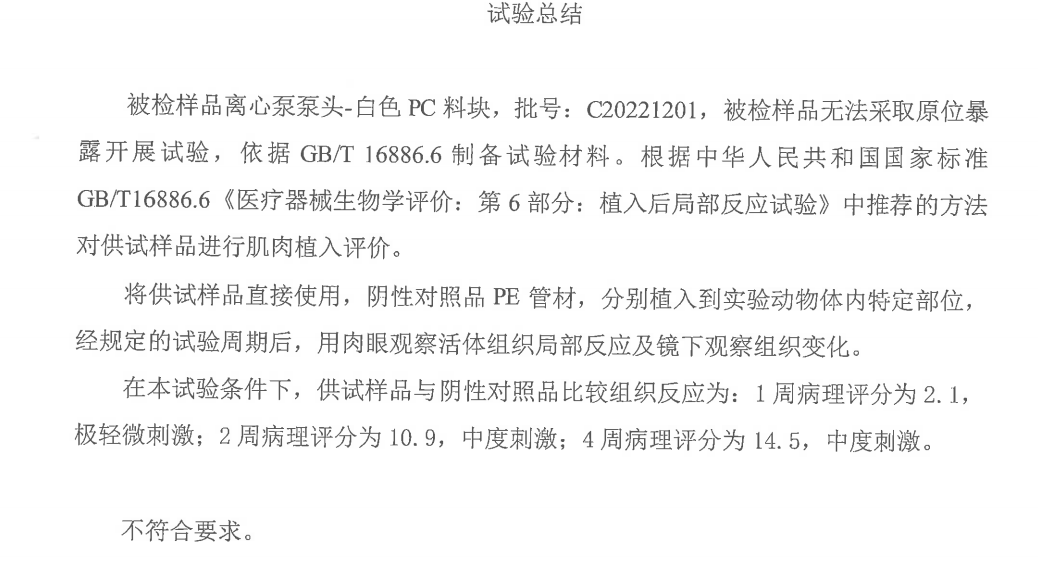 试验总结
被检样品离心泵泵头-白色 PC 料块，批号：C20221201，被检样品无法采取原位暴
露开展试验，依据 GB/T 16886.6 制备试验材料。根据中华人民共和国国家标准
GB/T16886.6《医疗器械生物学评价：第 6 部分：植入后局部反应试验》中推荐的方法
对供试样品进行肌肉植入评价。
将供试样品直接使用，阴性对照品 PE 管材，分别植入到实验动物体内特定部位，
经规定的试验周期后，用肉眼观察活体组织局部反应及镜下观察组织变化。
在本试验条件下，供试样品与阴性对照品比较组织反应为：1 周病理评分为 2.1，
极轻微刺激；2 周病理评分为 10.9，中度刺激；4 周病理评分为 14.5，中度刺激。
不符合要求。